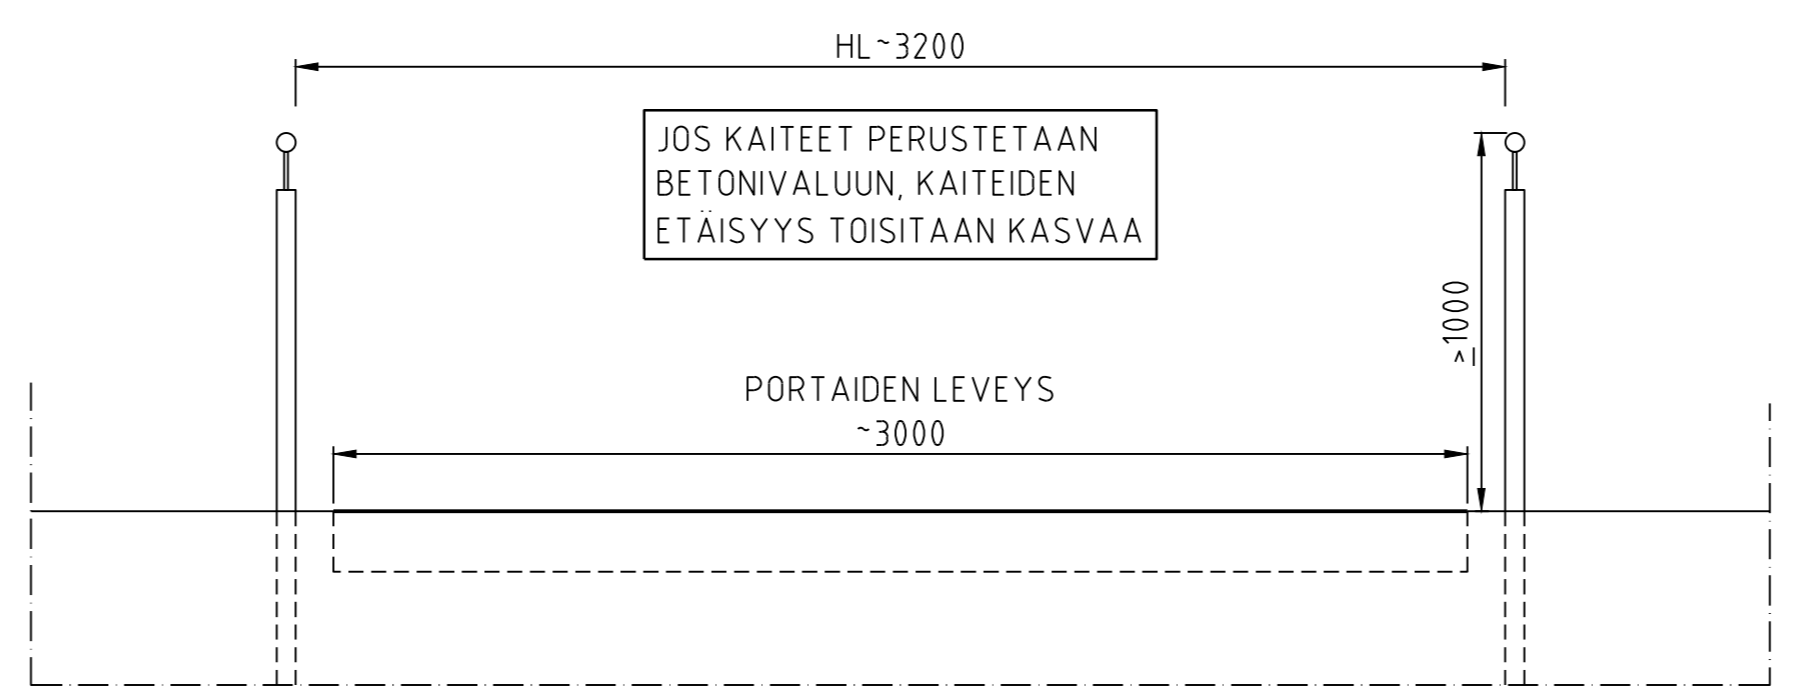 HL~3200
JOS KAITEET PERUSTETAAN
BETONIVALUUN, KAITEIDEN
ETÄISYYS TOISITAAN KASVAA
≥1000
PORTAIDEN LEVEYS
~3000